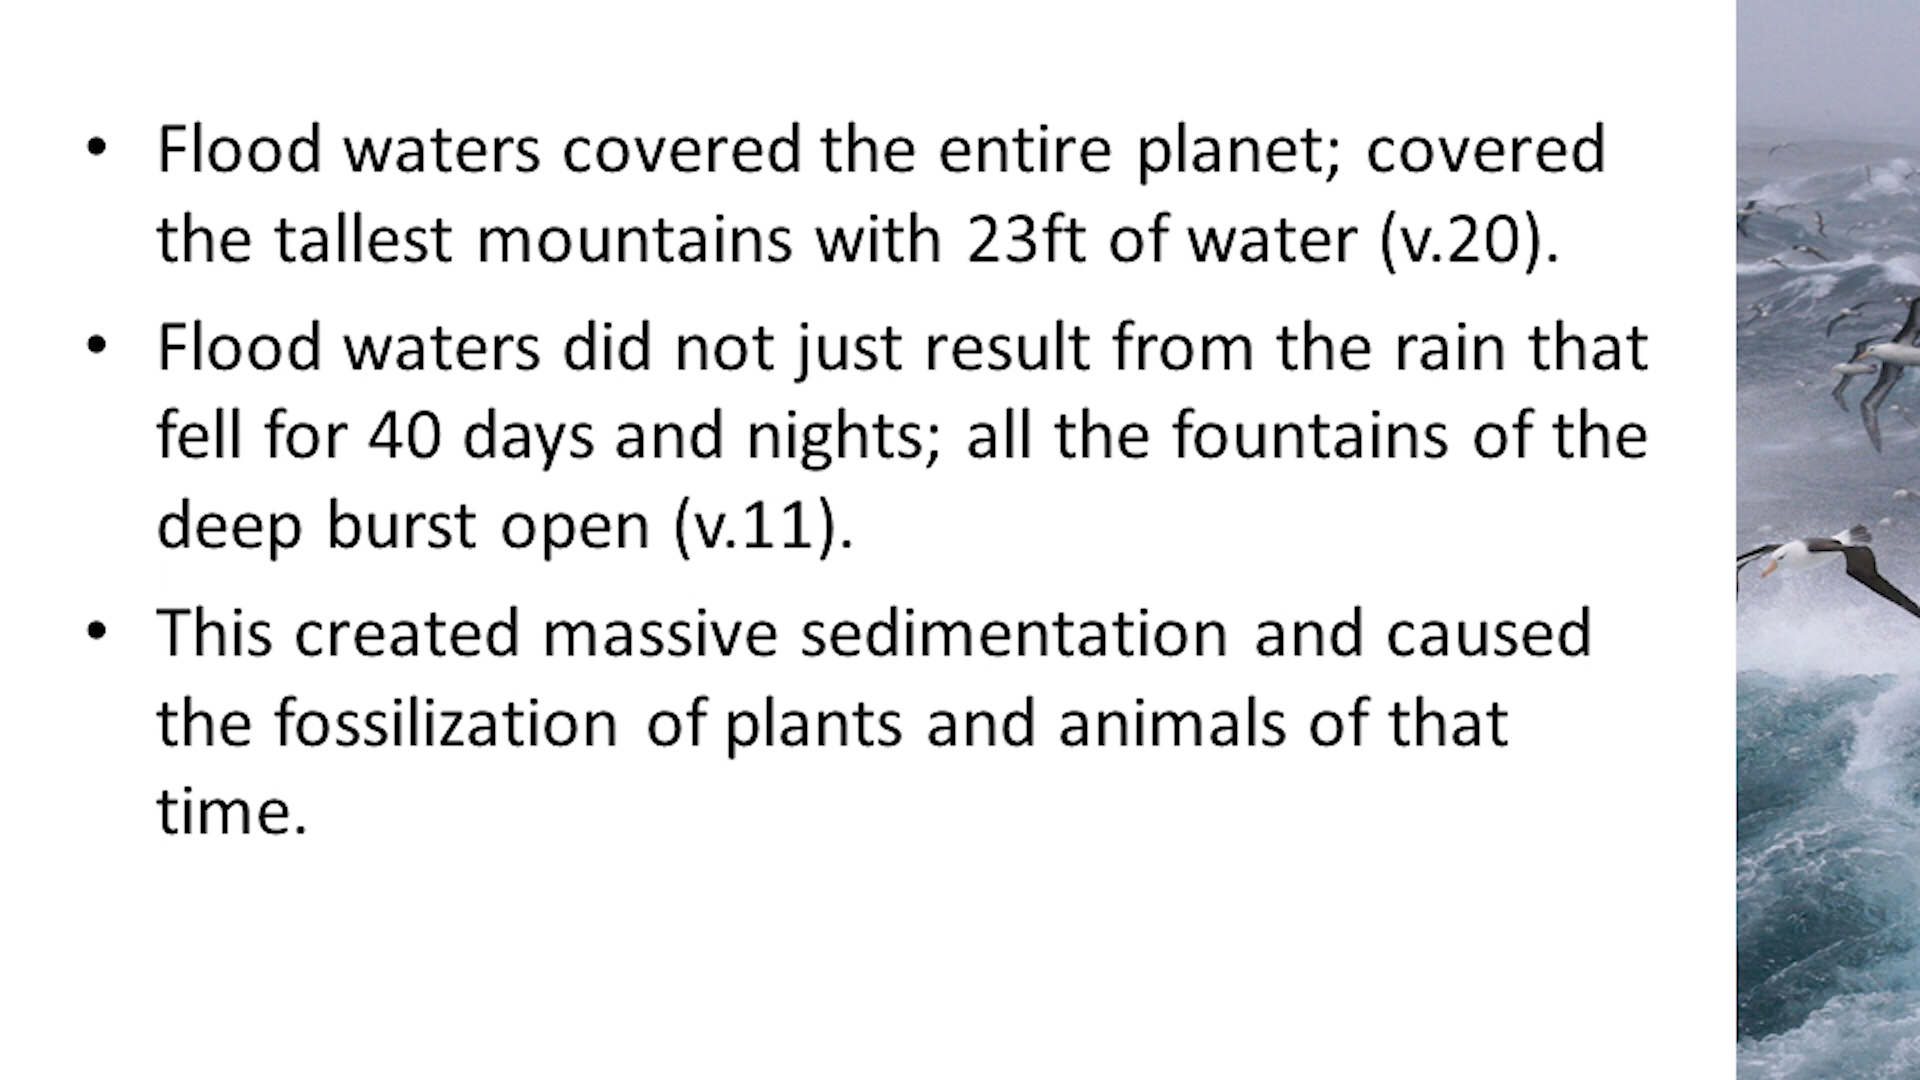 • Flood waters covered the entire planet; covered
the tallest mountains with 23ft of water (v.20).
• Flood waters did not just result from the rain that
fell for 40 days and nights; all the fountains of the
deep burst open (v.11).
• This created massive sedimentation and caused
the fossilization of plants and animals of that
time.